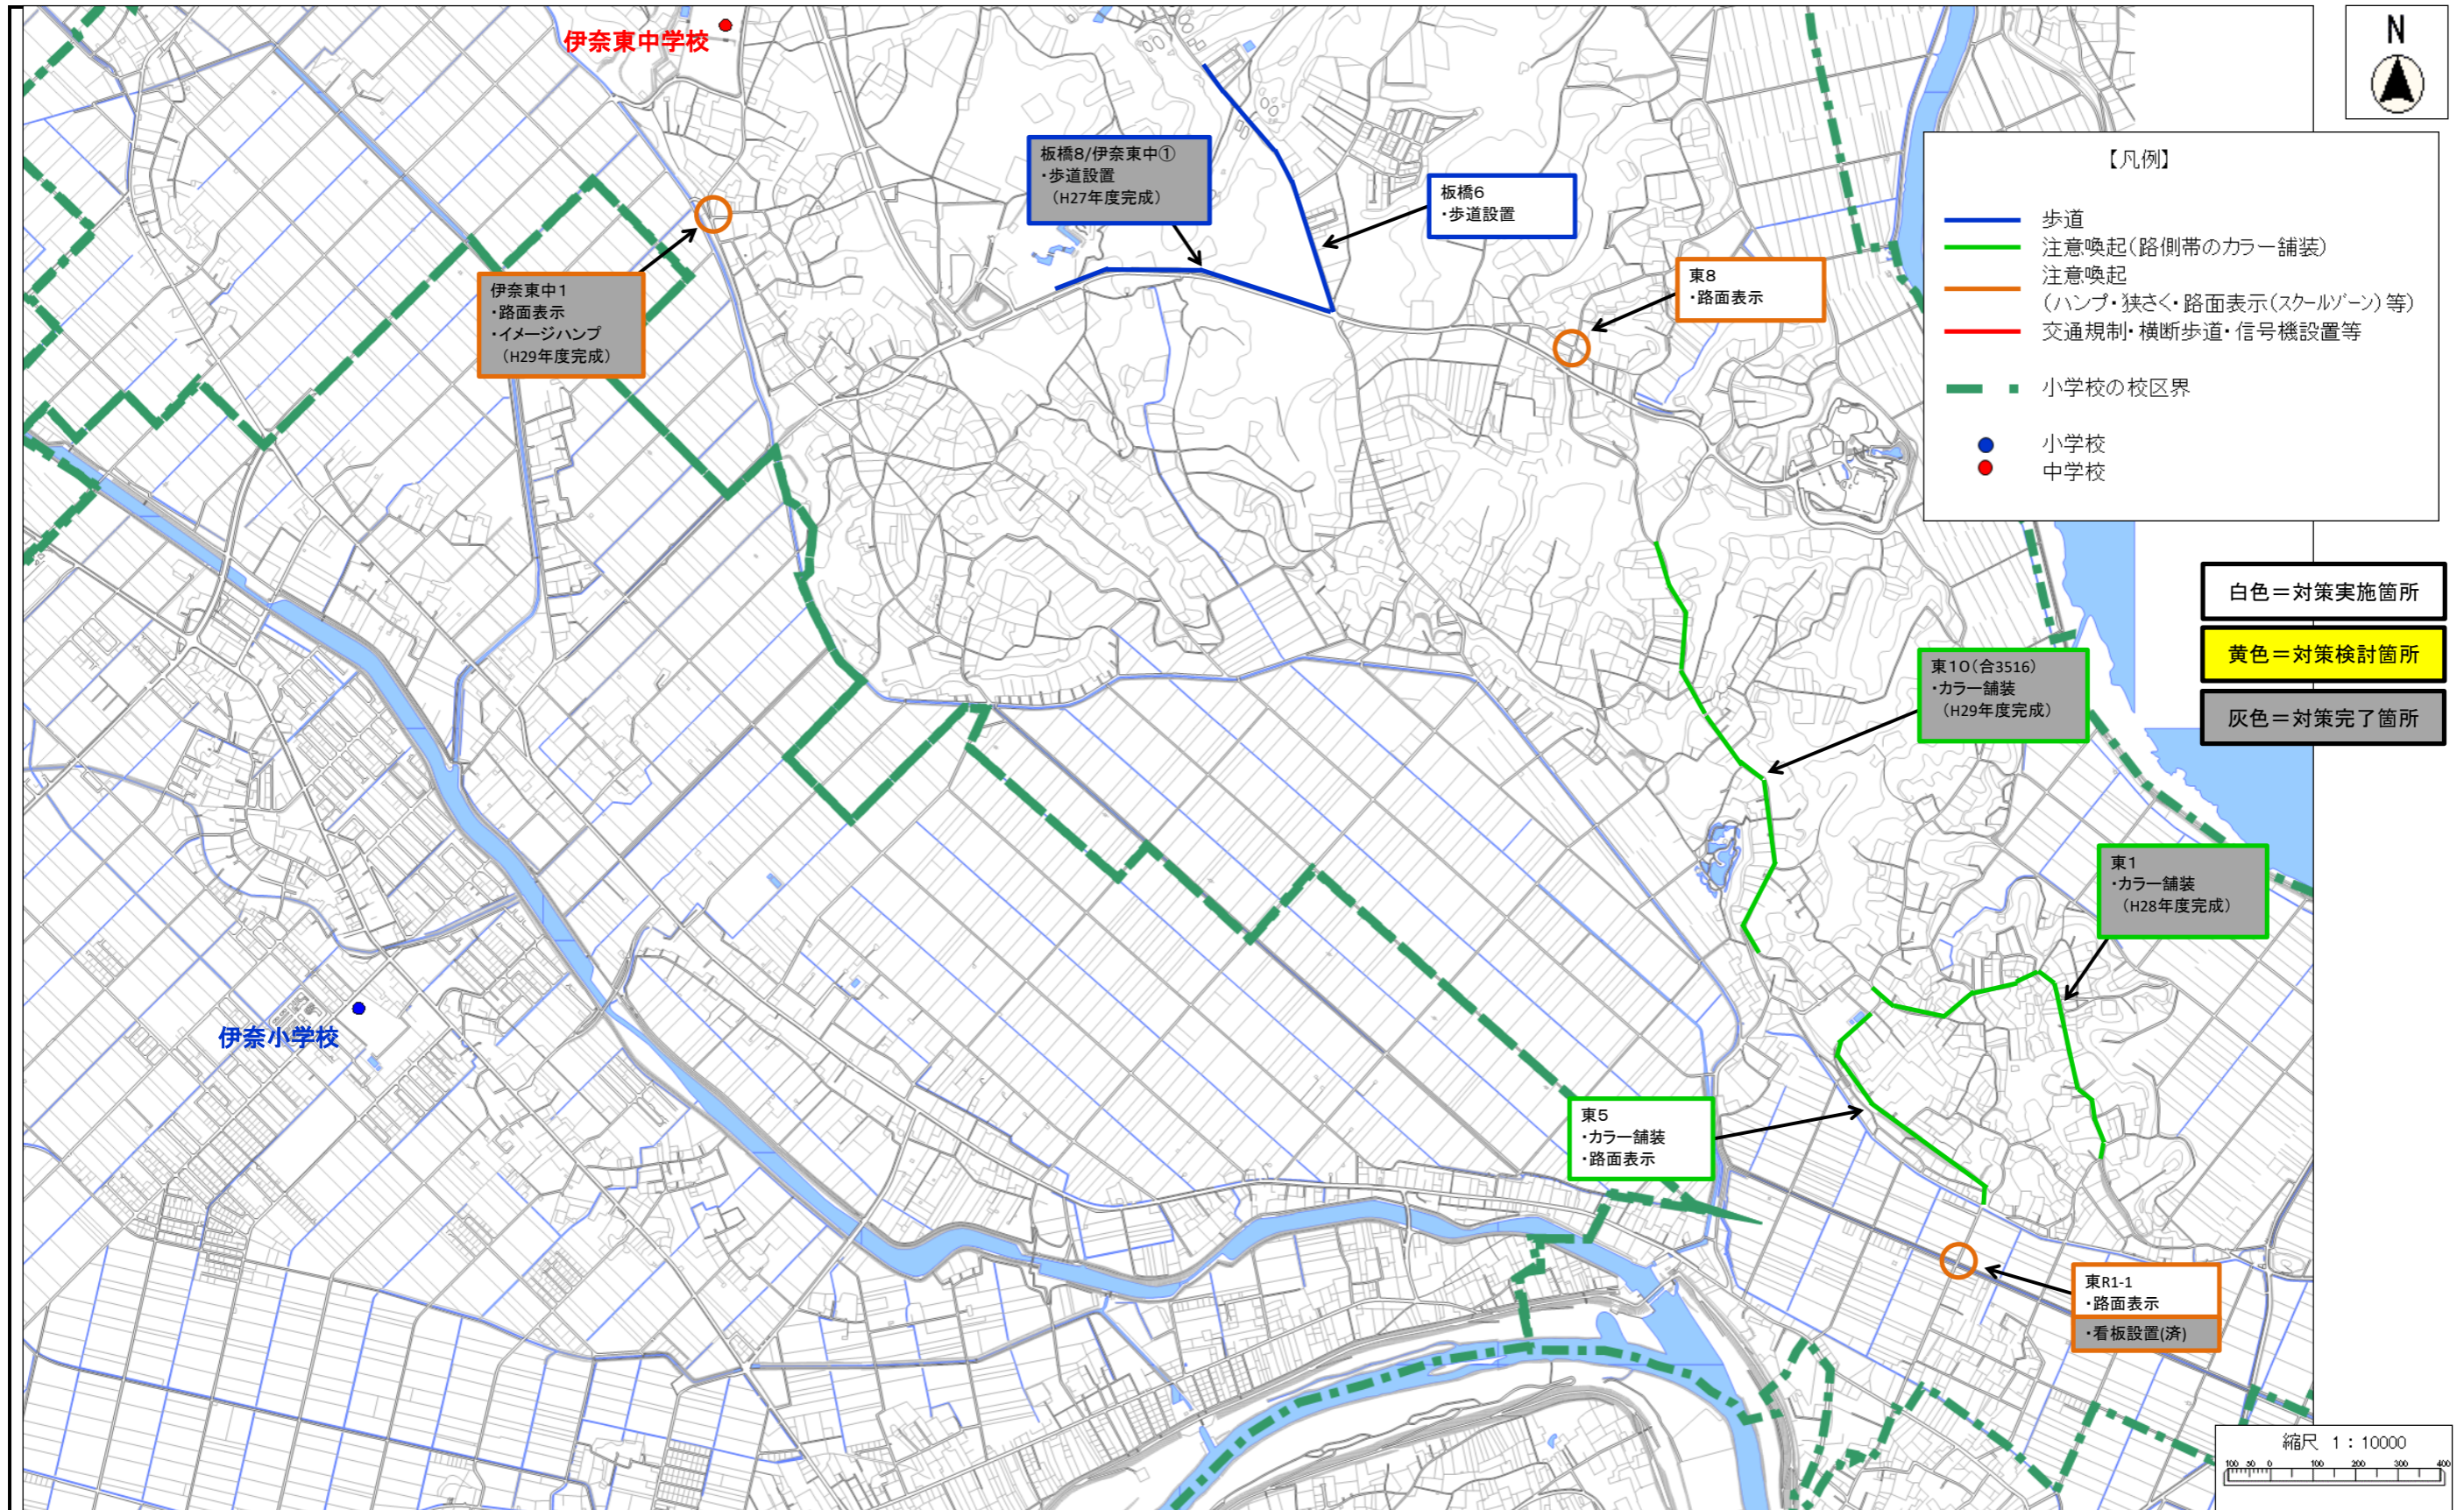 伊奈東中学校
N
板橋8/伊奈東中①
・歩道設置
（H27年度完成）
板橋6
・歩道設置
【凡例】
歩道
注意喚起（路側帯のカラー舗装）
注意喚起
（ハンプ・狭さく・路面表示（スクールゾーン）等）
交通規制・横断歩道・信号機設置等
小学校の校区界
小学校
中学校
伊奈東中1
・路面表示
・イメージハンプ
（H29年度完成）
東8
・路面表示
白色＝対策実施箇所
黄色＝対策検討箇所
灰色＝対策完了箇所
東10（合3516）
・カラー舗装
（H29年度完成）
東1
・カラー舗装
（H28年度完成）
伊奈小学校
東5
・カラー舗装
・路面表示
東R1-1
・路面表示
・看板設置(済)
縮尺 1：10000
100 50 0 100 200 300 400